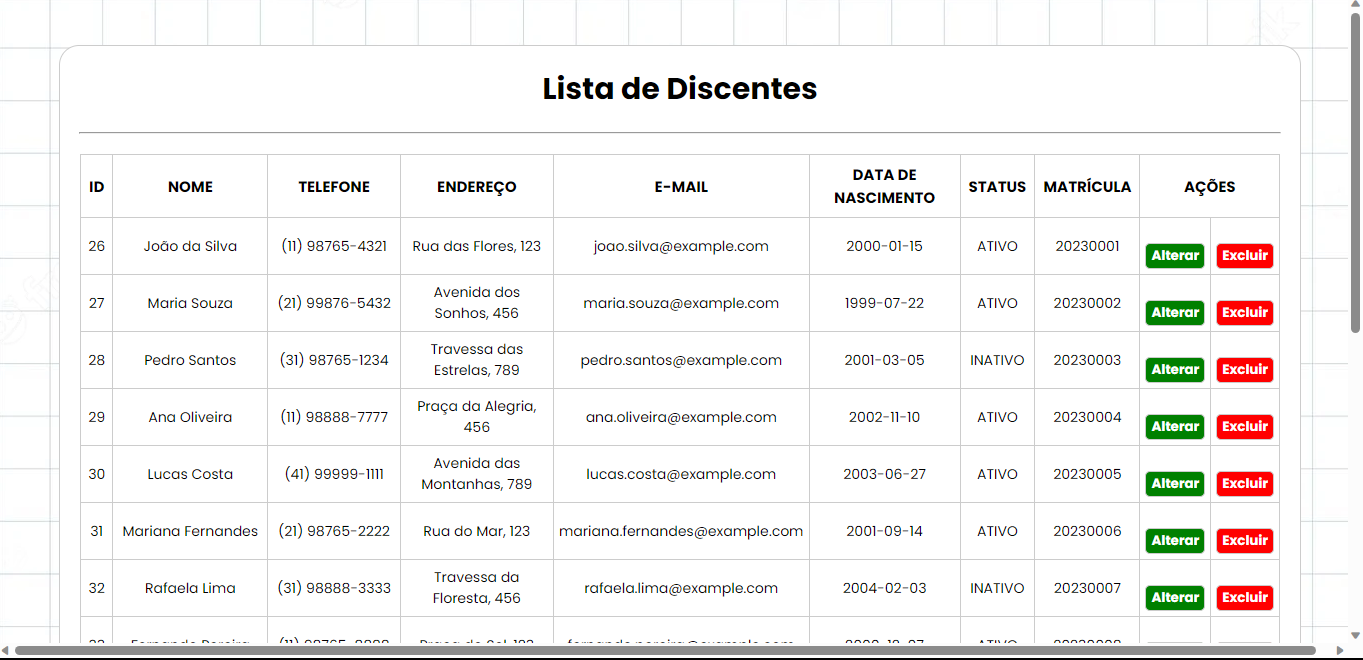 Lista de Discentes
ID NOME TELEFONE ENDEREÇO E-MAIL DATA DE NASCIMENTO STATUS MATRÍCULA AÇÕES
26 João da Silva (11) 98765-4321 Rua das Flores, 123 joao.silva@example.com 2000-01-15 ATIVO 20230001 Alterar Excluir
27 Maria Souza (21) 99876-5432 Avenida dos Sonhos, 456 maria.souza@example.com 1999-07-22 ATIVO 20230002 Alterar Excluir
28 Pedro Santos (31) 98765-1234 Travessa das Estrelas, 789 pedro.santos@example.com 2001-03-05 INATIVO 20230003 Alterar Excluir
29 Ana Oliveira (11) 98888-7777 Praça da Alegria, 456 ana.oliveira@example.com 2002-11-10 ATIVO 20230004 Alterar Excluir
30 Lucas Costa (41) 99999-1111 Avenida das Montanhas, 789 lucas.costa@example.com 2003-06-27 ATIVO 20230005 Alterar Excluir
31 Mariana Fernandes (21) 98765-2222 Rua do Mar, 123 mariana.fernandes@example.com 2001-09-14 ATIVO 20230006 Alterar Excluir
32 Rafaela Lima (31) 98888-3333 Travessa da Floresta, 456 rafaela.lima@example.com 2004-02-03 INATIVO 20230007 Alterar Excluir